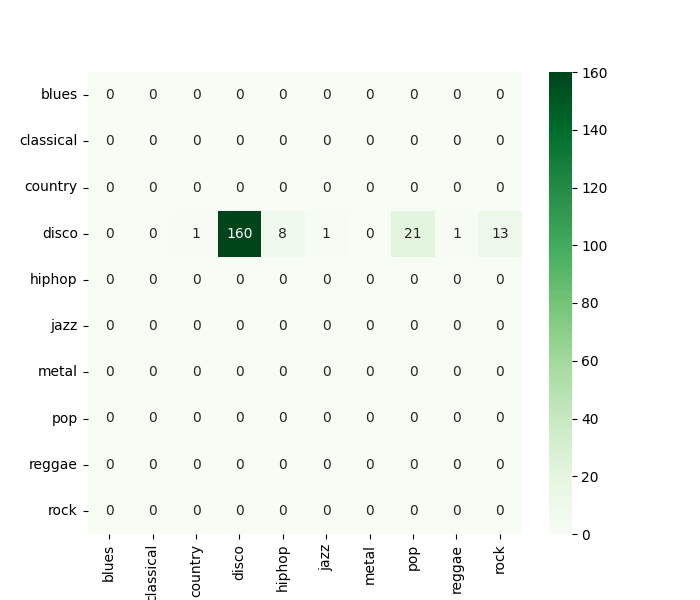 160
blues 0 0 0 0 0 0 0 0 0 0
140
classical 0 0 0 0 0 0 0 0 0 0
120
country 0 0 0 0 0 0 0 0 0 0
disco 0 0 1 160 8 1 0 21 1 13
100
hiphop 0 0 0 0 0 0 0 0 0 0
80
jazz 0 0 0 0 0 0 0 0 0 0
60
metal 0 0 0 0 0 0 0 0 0 0
40
pop 0 0 0 0 0 0 0 0 0 0
reggae 0 0 0 0 0 0 0 0 0 0
20
rock 0 0 0 0 0 0 0 0 0 0
0
blues classical country disco hiphop jazz metal pop reggae rock